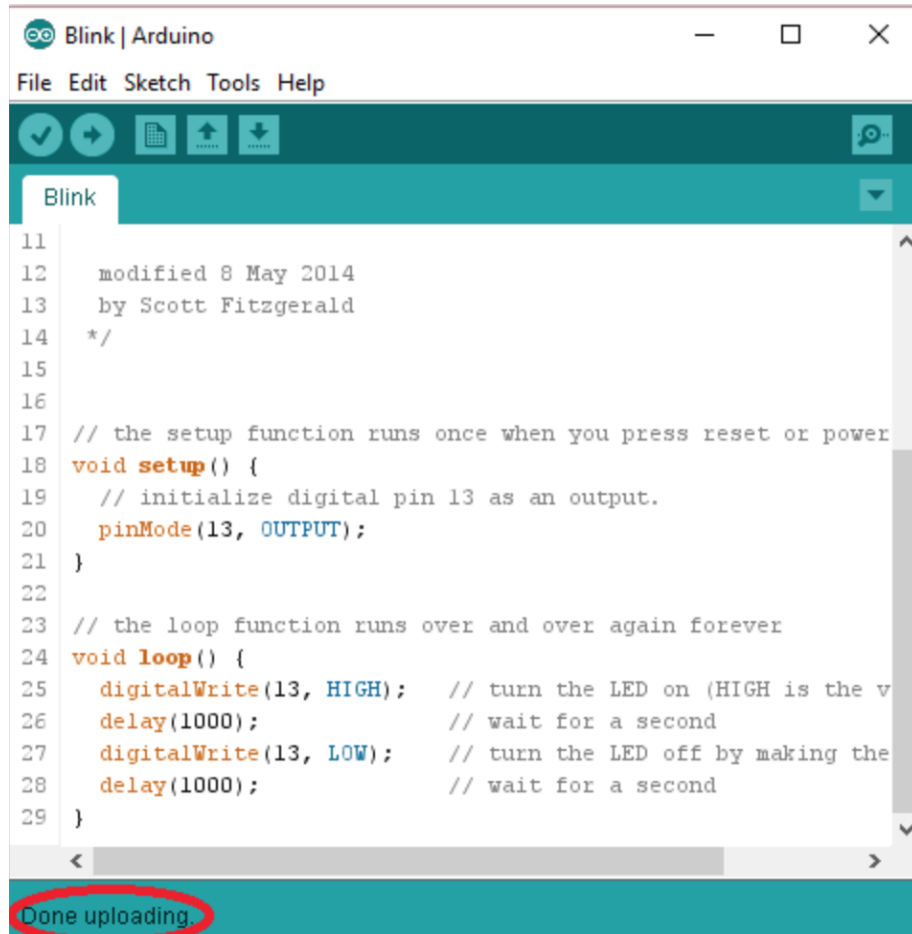 Blink | Arduino
File Edit Sketch Tools Help
Blink
11
12 modified 8 May 2014
13 by Scott Fitzgerald
14 */
15
16
17 // the setup function runs once when you press reset or power
18 void setup() {
19 // initialize digital pin 13 as an output.
20 pinMode(13, OUTPUT);
21 }
22
23 // the loop function runs over and over again forever
24 void loop() {
25 digitalWrite(13, HIGH); // turn the LED on (HIGH is the v
26 delay(1000); // wait for a second
27 digitalWrite(13, LOW); // turn the LED off by making the
28 delay(1000); // wait for a second
29 }
Done uploading.